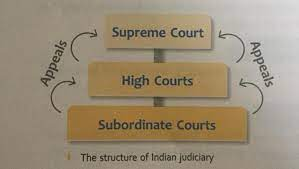 Supreme Court
Appeals
Appeals
High Courts
Subordinate Courts
The structure of Indian judiciary